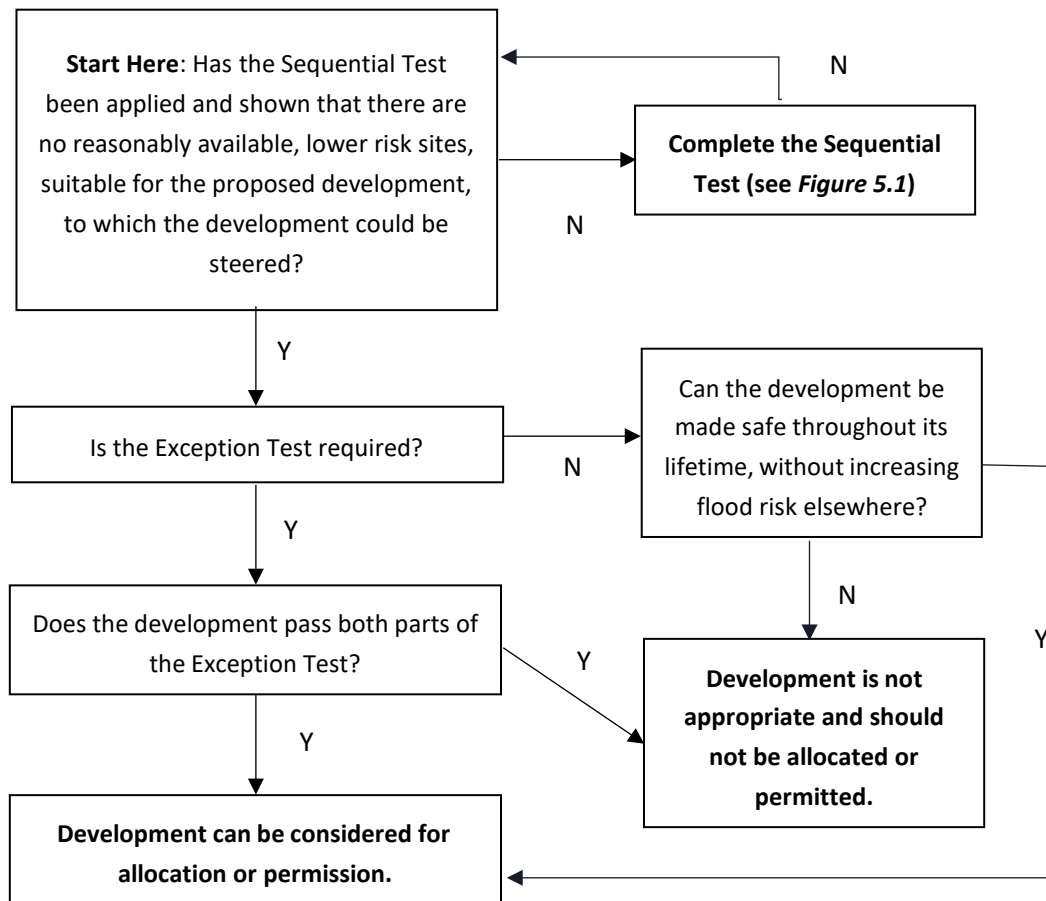 Start Here: Has the Sequential Test
been applied and shown that there are
no reasonably available, lower risk sites,
suitable for the proposed development,
to which the development could be
steered?
N
Complete the Sequential
Test (see Figure 5.1)
N
Y
Is the Exception Test required?
N
Can the development be
made safe throughout its
lifetime, without increasing
flood risk elsewhere?
Y
N
Y
Does the development pass both parts of
the Exception Test?
Y
Development is not
appropriate and should
not be allocated or
permitted.
Y
Development can be considered for
allocation or permission.